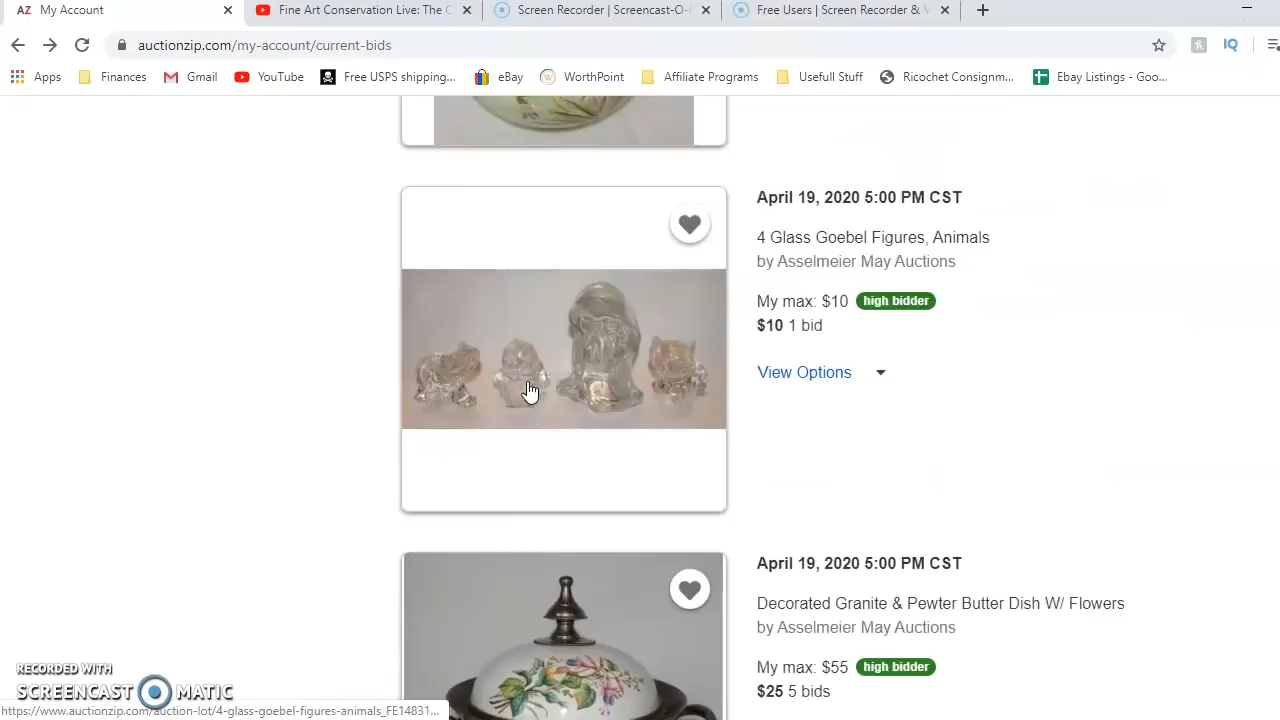 AZ My Account
Fine Art Conservation Live: The C
Screen Recorder | Screencast-O-
Free Users | Screen Recorder &
auctionzip.com/my-account/current-bids
IQ
Apps Finances Gmail YouTube Free USPS shipping... eBay WorthPoint Affiliate Programs Usefull Stuff Ricochet Consignm... Ebay Listings - Goo...
April 19, 2020 5:00 PM CST
4 Glass Goebel Figures, Animals
by Asselmeier May Auctions
My max: $10 high bidder
$10 1 bid
View Options
April 19, 2020 5:00 PM CST
Decorated Granite & Pewter Butter Dish W/ Flowers
by Asselmeier May Auctions
My max: $55 high bidder
$25 5 bids
RECORDED WITH
SCREENCAST MATIC
https://www.auctionzip.com/auction-lot/4-glass-goebel-figures-animals_FE14831...